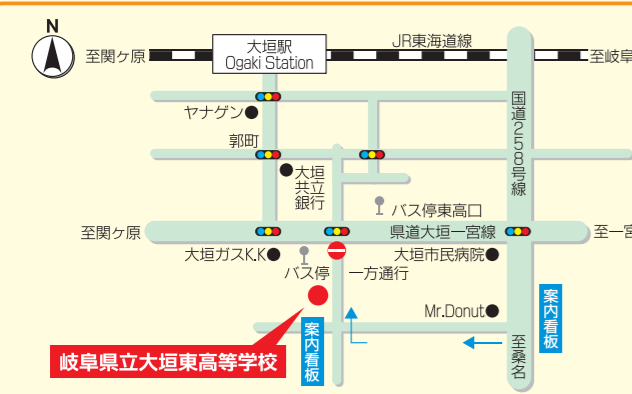 N
大垣駅
Ogaki Station
JR東海道線
至関ヶ原
至岐阜
ヤナゲン
国道258号線
郭町
大垣共立銀行
バス停東高口
至関ヶ原
県道大垣一宮線
至一宮
大垣ガスK.K
バス停
一方通行
大垣市民病院
Mr.Donut
案内看板
案内看板
至桑名
岐阜県立大垣東高等学校